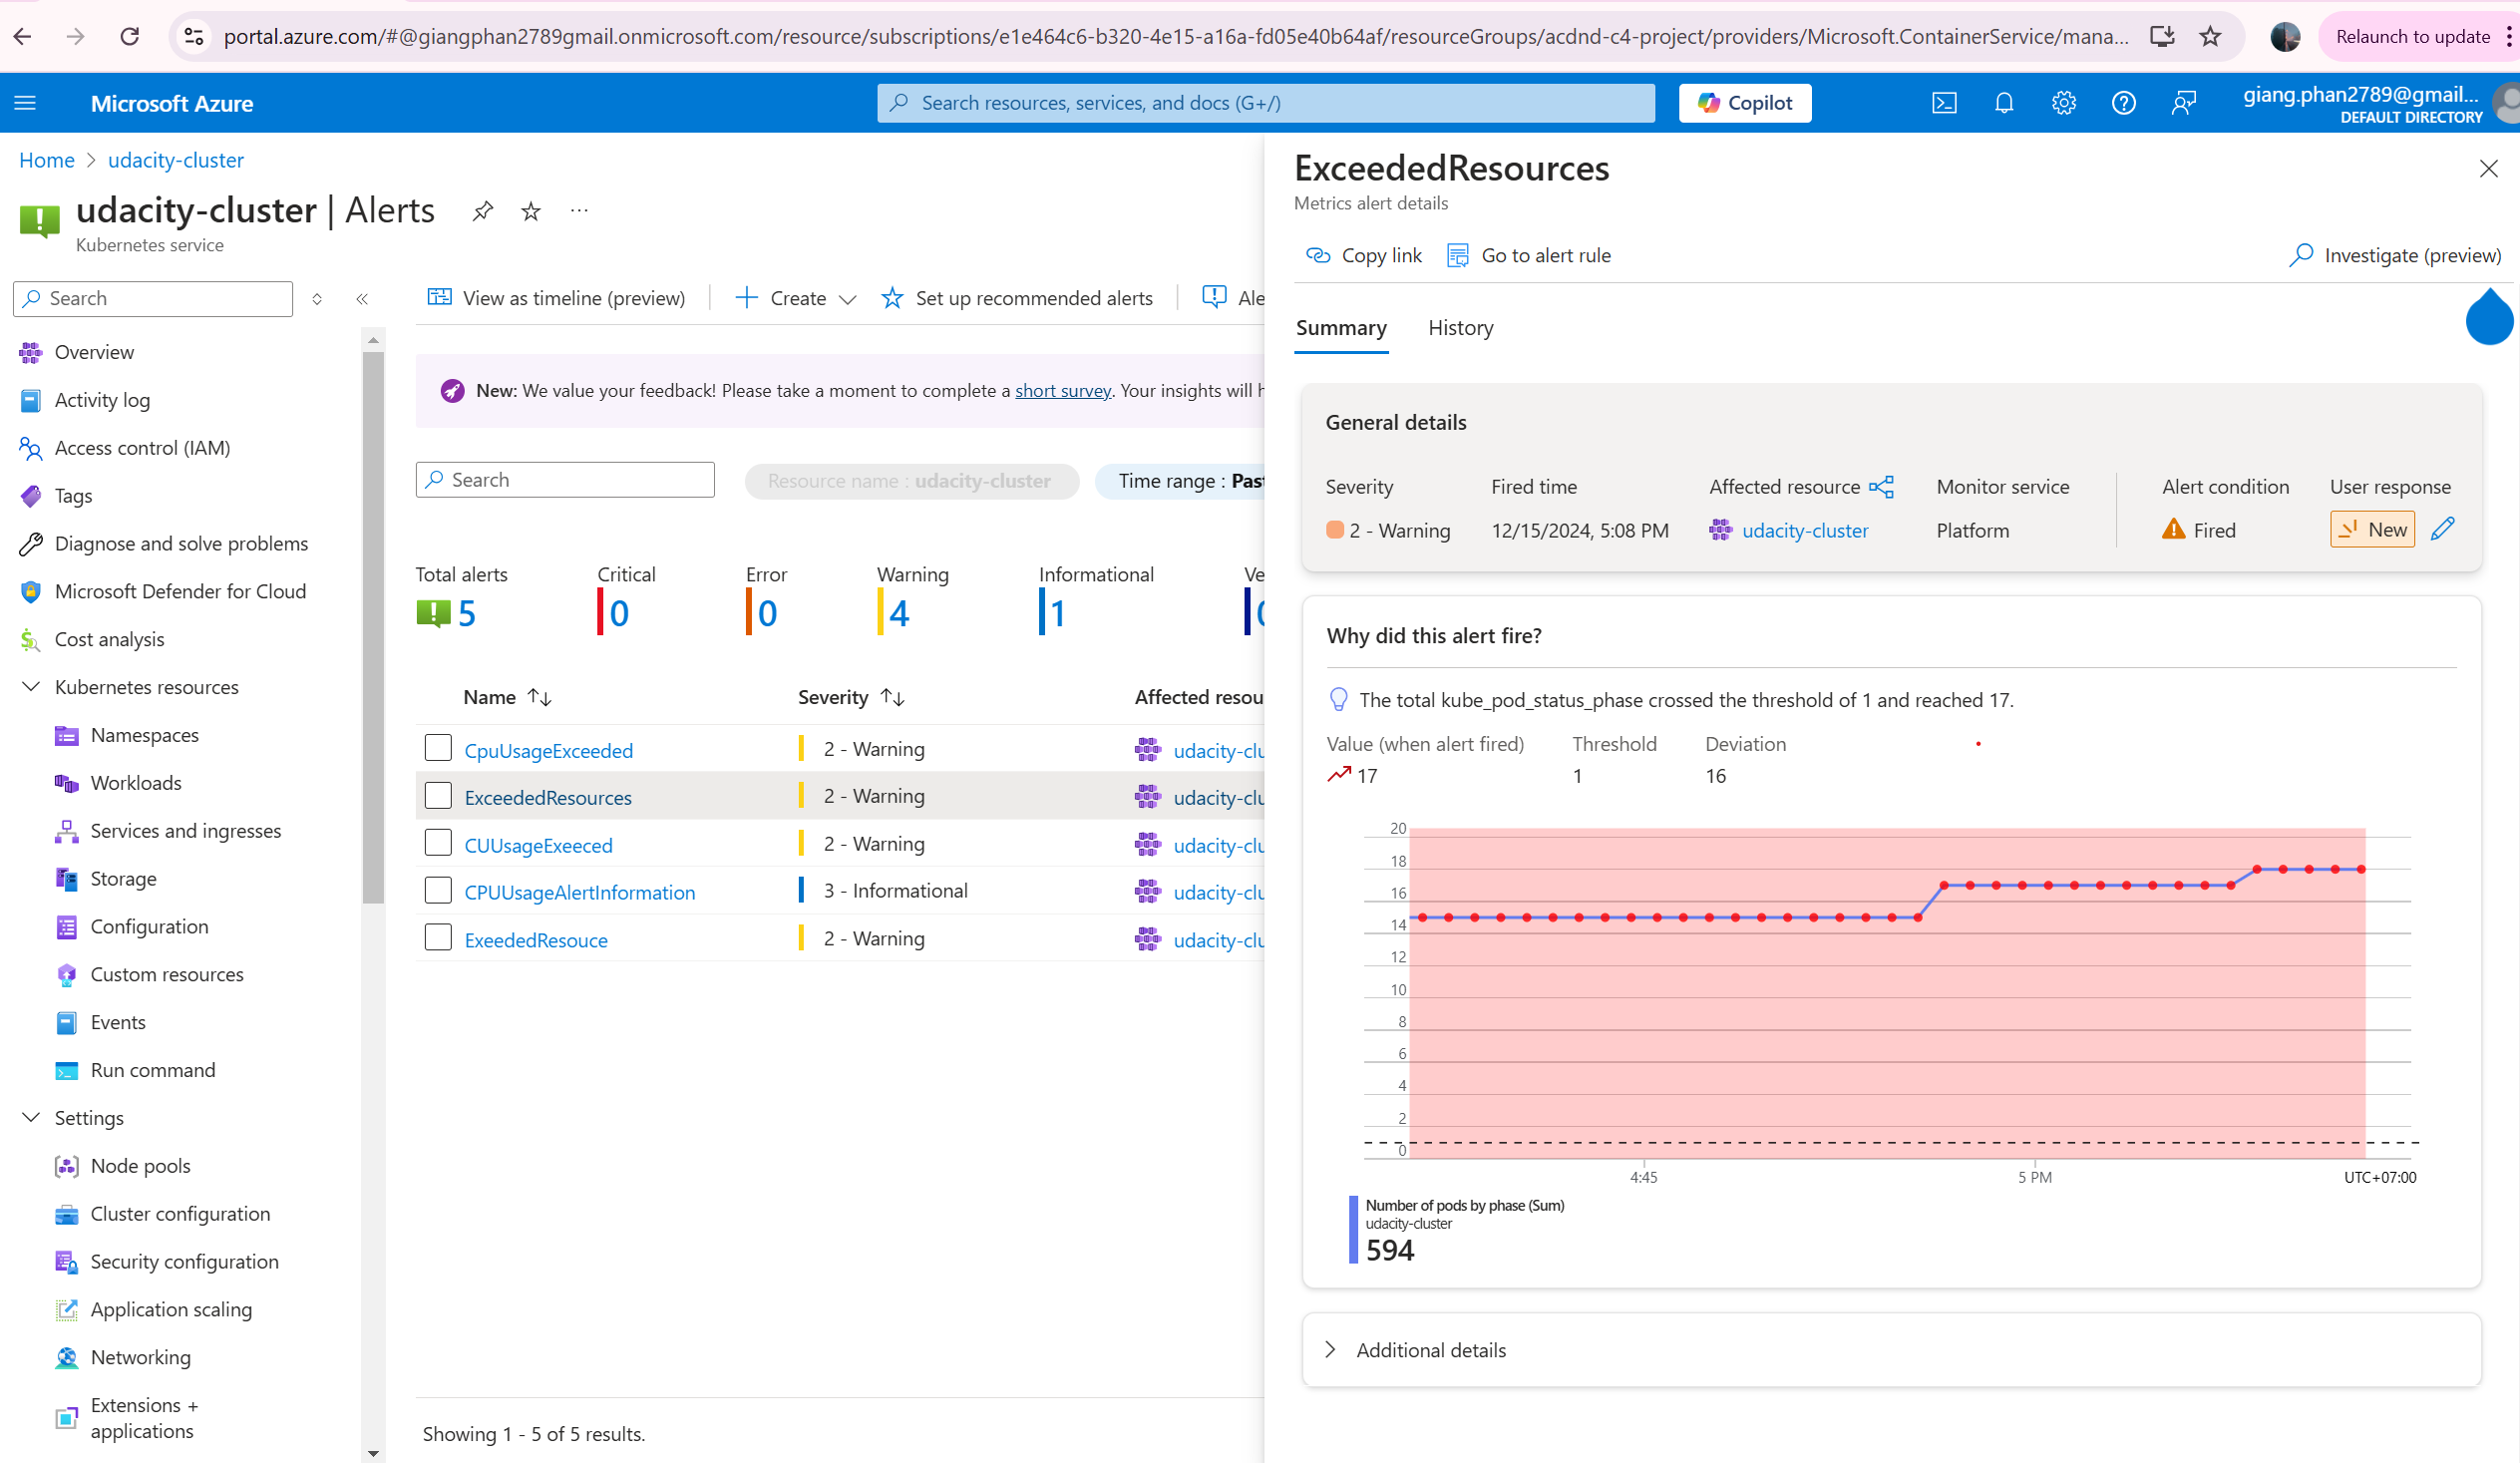 portal.azure.com/#@giangphan2789gmail.onmicrosoft.com/resource/subscriptions/e1e464c6-b320-4e15-a16a-fd05e40b64af/resourceGroups/acdnd-c4-project/providers/Microsoft.ContainerService/mana...
Relaunch to update
Microsoft Azure
Search resources, services, and docs (G+/)
Copilot
giang.phan2789@gmail...
DEFAULT DIRECTORY
Home > udacity-cluster
udacity-cluster | Alerts
Kubernetes service
Search
Overview
Activity log
Access control (IAM)
Tags
Diagnose and solve problems
Microsoft Defender for Cloud
Cost analysis
Kubernetes resources
Namespaces
Workloads
Services and ingresses
Storage
Configuration
Custom resources
Events
Run command
Settings
Node pools
Cluster configuration
Security configuration
Application scaling
Networking
Extensions +
applications
View as timeline (preview) Create Set up recommended alerts Ale
New: We value your feedback! Please take a moment to complete a short survey. Your insights will h
Search Resource name : udacity-cluster Time range : Past
Total alerts Critical Error Warning Informational Ve
5 0 0 4 1 0
Name Severity Affected resou
CpuUsageExceeded 2 - Warning udacity-clu
ExceededResources 2 - Warning udacity-clu
CUUsageExeeced 2 - Warning udacity-clu
CPUUsageAlertInformation 3 - Informational udacity-clu
ExeededResouce 2 - Warning udacity-clu
Showing 1 - 5 of 5 results.
ExceededResources
Metrics alert details
Copy link Go to alert rule Investigate (preview)
Summary History
General details
Severity Fired time Affected resource Monitor service Alert condition User response
2 - Warning 12/15/2024, 5:08 PM udacity-cluster Platform Fired New
Why did this alert fire?
The total kube_pod_status_phase crossed the threshold of 1 and reached 17.
Value (when alert fired) Threshold Deviation
17 1 16
20
18
16
14
12
10
8
6
4
2
0
4:45 5 PM UTC+07:00
Number of pods by phase (Sum)
udacity-cluster
594
Additional details